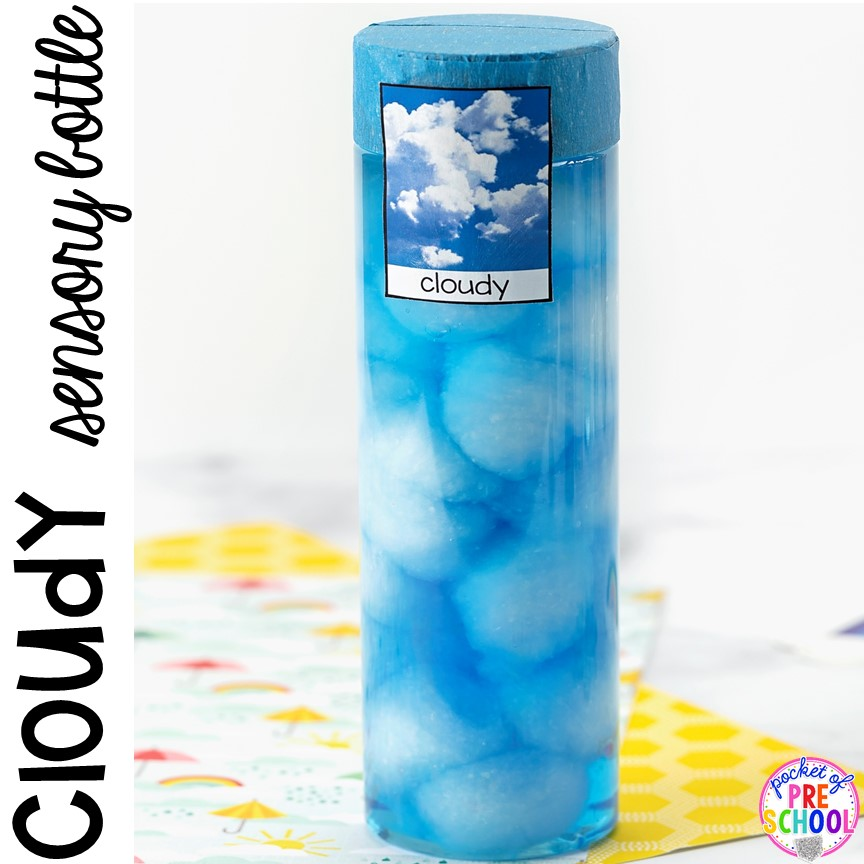 CLOUDY sensory bottle
cloudy
pocket of
PRE
SCHOOL